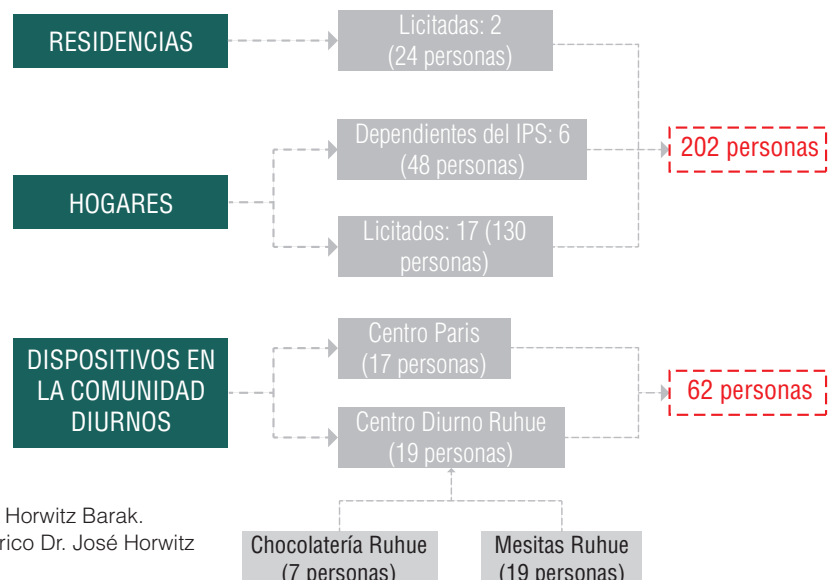 RESIDENCIAS
Licitadas: 2
(24 personas)
HOGARES
Dependientes del IPS: 6
(48 personas)
Licitados: 17 (130
personas)
202 personas
DISPOSITIVOS EN
LA COMUNIDAD
DIURNOS
Centro Paris
(17 personas)
Centro Diurno Ruhue
(19 personas)
62 personas
Chocolatería Ruhue
(7 personas)
Mesitas Ruhue
(19 personas)
Horwitz Barak.
rico Dr. José Horwitz